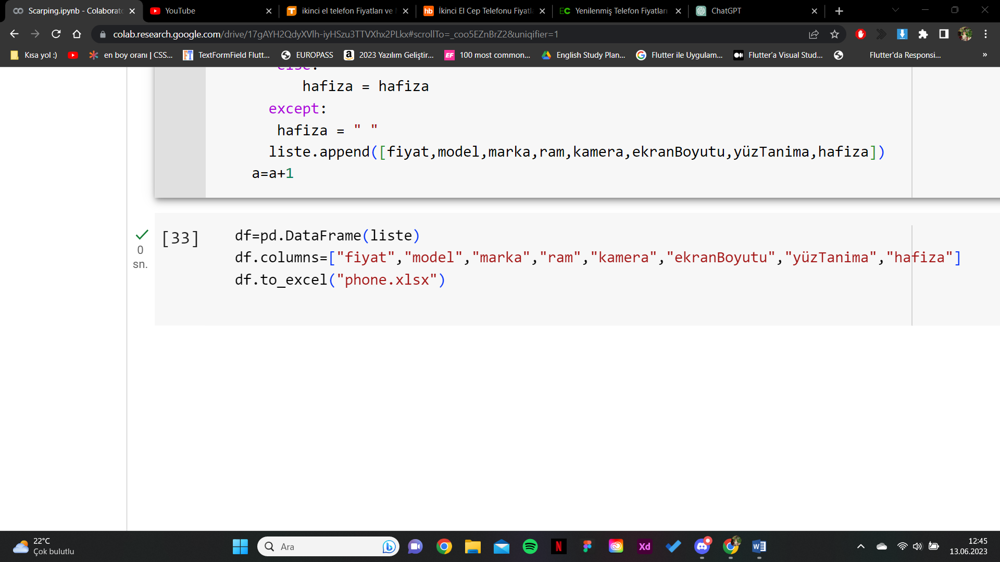 Scarping.ipynb - Colaborato
YouTube
ikinci el telefon Fiyatları ve
İkinci El Cep Telefonu Fiyatl
Yenilenmiş Telefon Fiyatları
ChatGPT
colab.research.google.com/drive/17gAYH2QdyXVlh-iyHSzu3TTVXhx2PLkx#scrollTo=_coo5EZnBrZ2&uniqifier=1
Kısa yol :)
en boy oranı | CSS...
TextFormField Flutt...
EUROPASS
2023 Yazılım Geliştir...
100 most common...
English Study Plan...
Flutter ile Uygulam...
Flutter'a Visual Stud...
Flutter'da Responsi...
»
else:
hafiza = hafiza
except:
hafiza = " "
liste.append([fiyat,model,marka,ram,kamera,ekranBoyutu,yüzTanima,hafiza])
a=a+1
0
sn.
[33]
df=pd.DataFrame(liste)
df.columns=["fiyat","model","marka","ram","kamera","ekranBoyutu","yüzTanima","hafiza"]
df.to_excel("phone.xlsx")
22°C
Çok bulutlu
Ara
Xd
12:45
13.06.2023